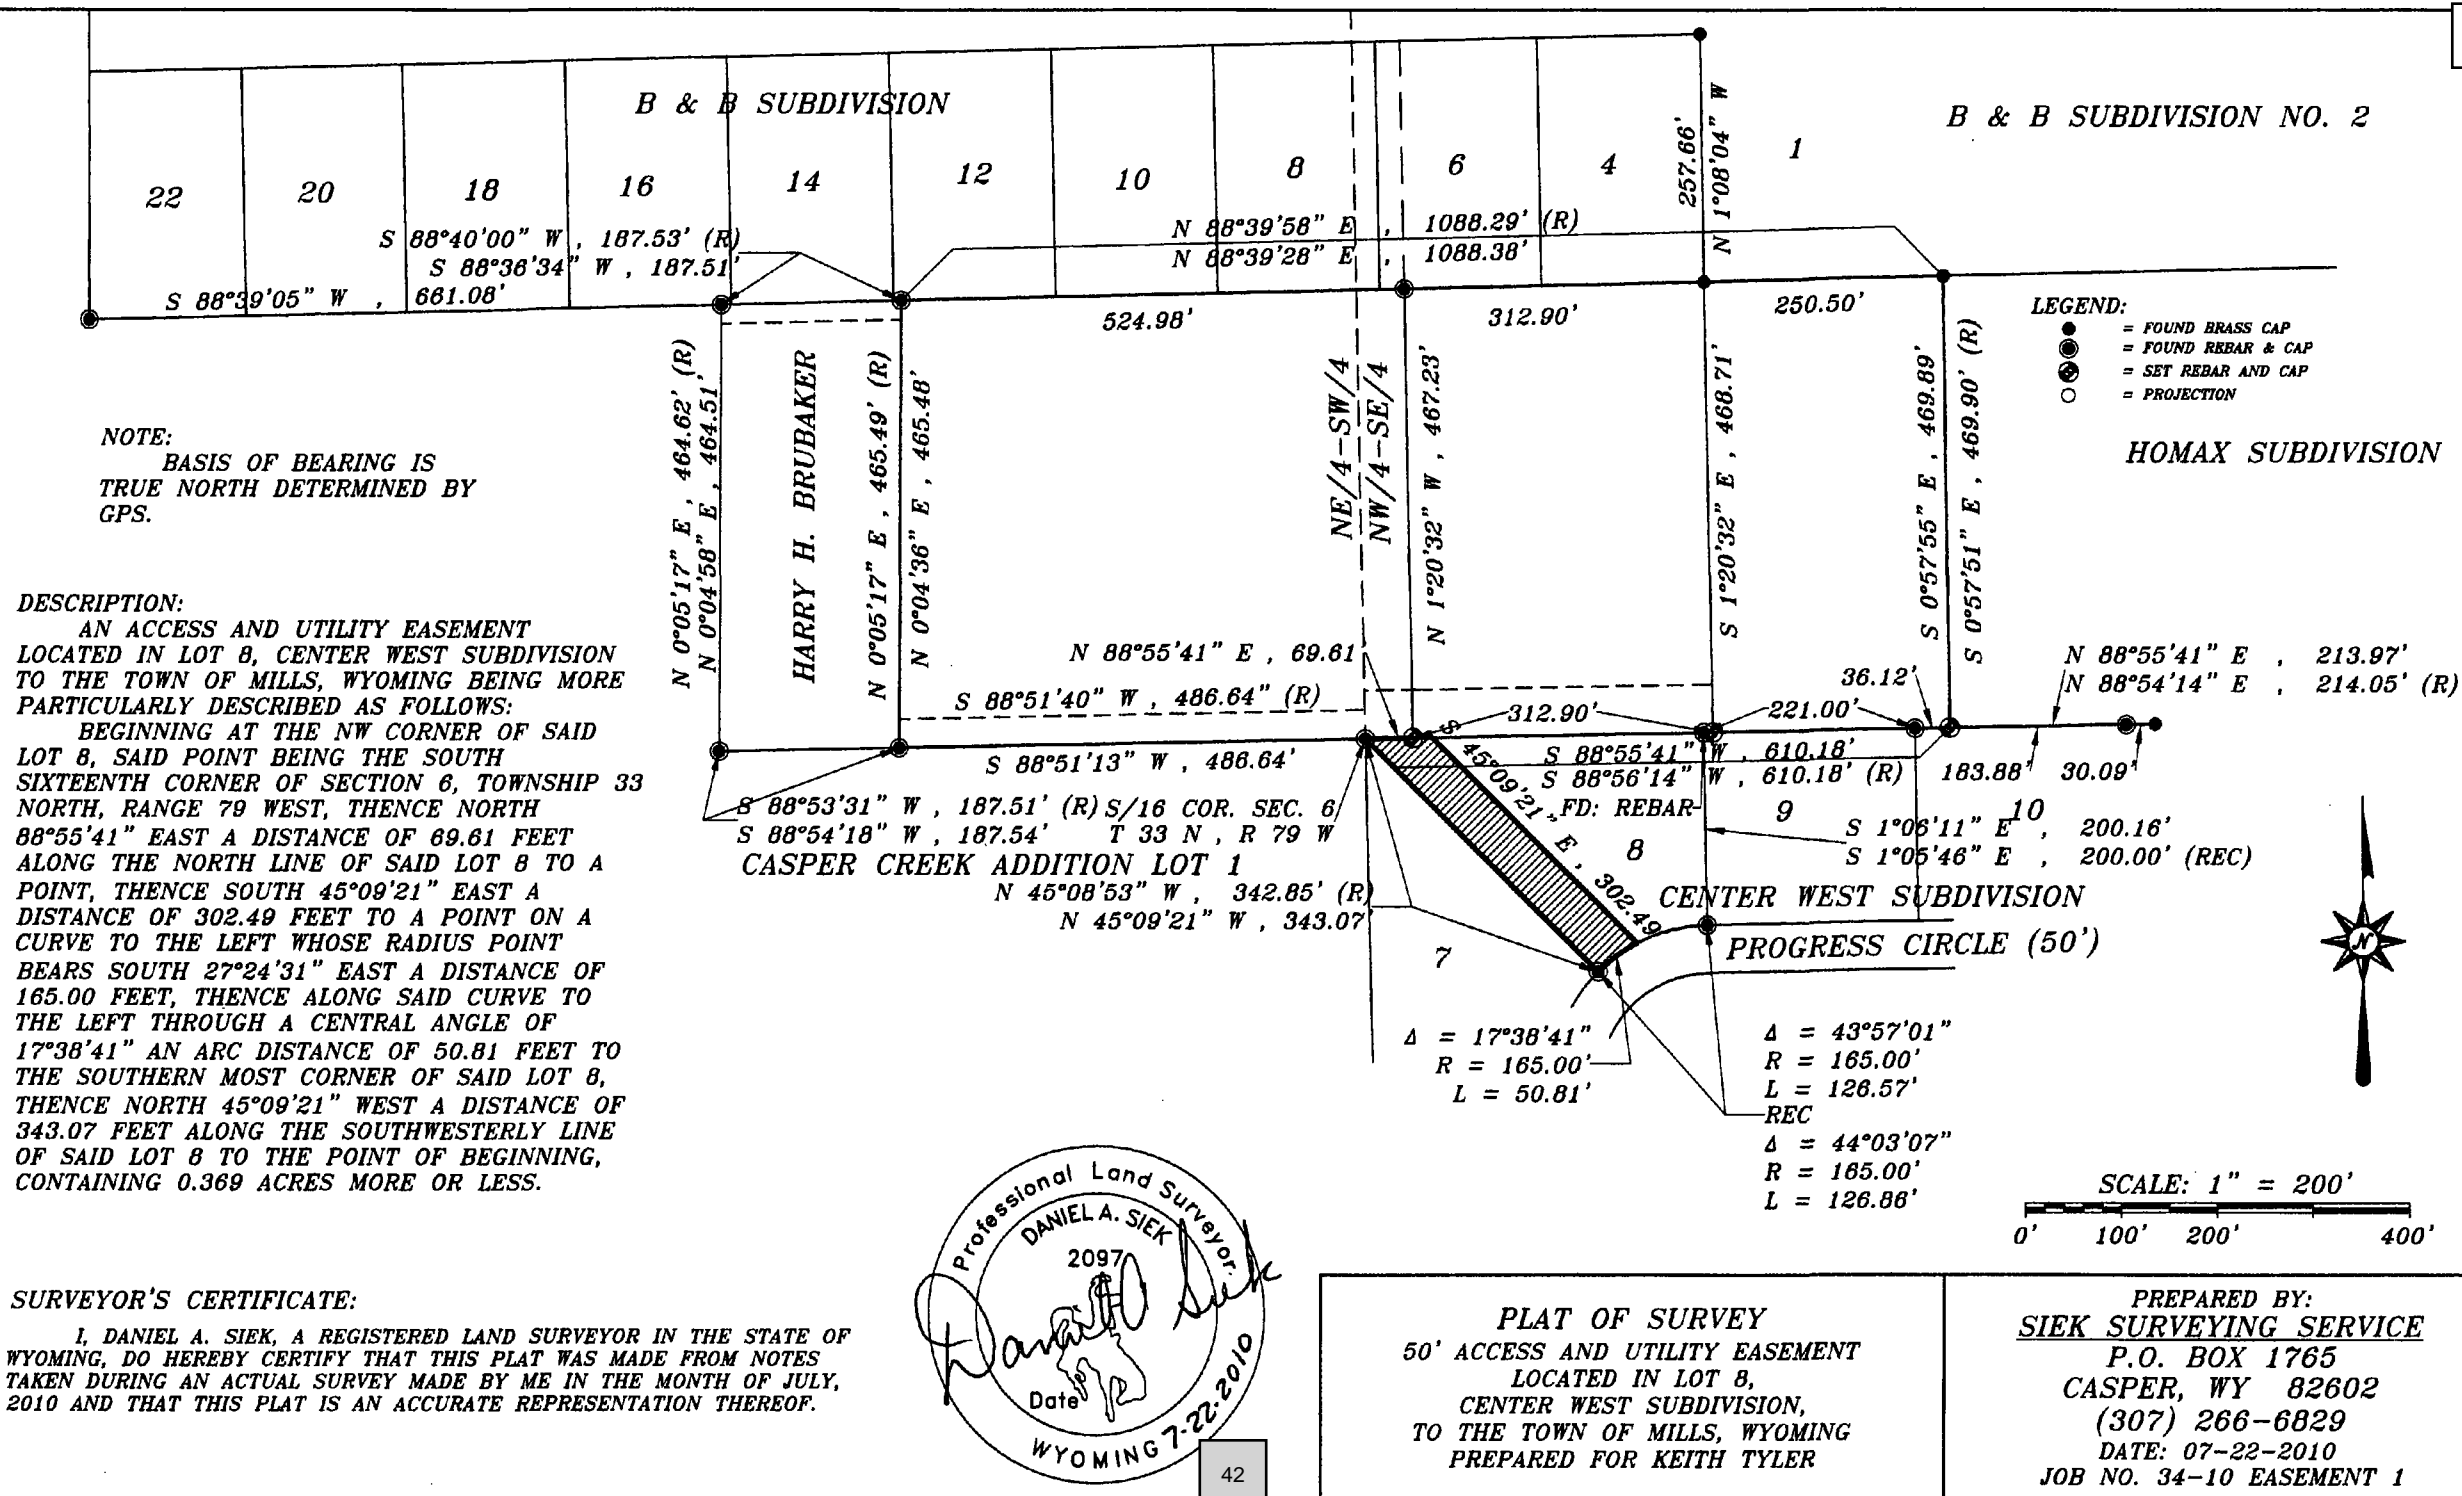 B & B SUBDIVISION
B & B SUBDIVISION NO. 2
22
20
18
16
14
12
10
8
6
4
1
257.66'
N 1°08'04" W
S 88°40'00" W , 187.53' (R)
S 88°36'34" W , 187.51'
S 88°39'05" W , 661.08'
N 88°39'58" E , 1088.29' (R)
N 88°39'28" E , 1088.38'
524.98'
312.90'
250.50'
LEGEND:
= FOUND BRASS CAP
= FOUND REBAR & CAP
= SET REBAR AND CAP
= PROJECTION
HOMAX SUBDIVISION
NOTE:
BASIS OF BEARING IS
TRUE NORTH DETERMINED BY
GPS.
N 0°05'17" E , 464.62' (R)
N 0°04'58" E , 464.51'
HARRY H. BRUBAKER
N 0°05'17" E , 465.49' (R)
N 0°04'36" E , 465.48'
NE/4-SW/4
NW/4-SE/4
N 1°20'32" W , 467.23'
S 1°20'32" E , 468.71'
S 0°57'55" E , 469.89'
S 0°57'51" E , 469.90' (R)
DESCRIPTION:
AN ACCESS AND UTILITY EASEMENT
LOCATED IN LOT 8, CENTER WEST SUBDIVISION
TO THE TOWN OF MILLS, WYOMING BEING MORE
PARTICULARLY DESCRIBED AS FOLLOWS:
BEGINNING AT THE NW CORNER OF SAID
LOT 8, SAID POINT BEING THE SOUTH
SIXTEENTH CORNER OF SECTION 6, TOWNSHIP 33
NORTH, RANGE 79 WEST, THENCE NORTH
88°55'41" EAST A DISTANCE OF 69.61 FEET
ALONG THE NORTH LINE OF SAID LOT 8 TO A
POINT, THENCE SOUTH 45°09'21" EAST A
DISTANCE OF 302.49 FEET TO A POINT ON A
CURVE TO THE LEFT WHOSE RADIUS POINT
BEARS SOUTH 27°24'31" EAST A DISTANCE OF
165.00 FEET, THENCE ALONG SAID CURVE TO
THE LEFT THROUGH A CENTRAL ANGLE OF
17°38'41" AN ARC DISTANCE OF 50.81 FEET TO
THE SOUTHERN MOST CORNER OF SAID LOT 8,
THENCE NORTH 45°09'21" WEST A DISTANCE OF
343.07 FEET ALONG THE SOUTHWESTERLY LINE
OF SAID LOT 8 TO THE POINT OF BEGINNING,
CONTAINING 0.369 ACRES MORE OR LESS.
N 88°55'41" E , 69.61
S 88°51'40" W , 486.64" (R)
S 88°51'13" W , 486.64'
312.90'
221.00'
36.12'
N 88°55'41" E , 213.97'
N 88°54'14" E , 214.05' (R)
S 88°55'41" W , 610.18'
S 88°56'14" W , 610.18' (R)
183.88'
30.09'
S 88°53'31" W , 187.51' (R)
S 88°54'18" W , 187.54'
S/16 COR. SEC. 6
T 33 N , R 79 W
CASPER CREEK ADDITION LOT 1
S 45°09'21" E , 302.49
FD: REBAR
8
9
10
S 1°06'11" E , 200.16'
S 1°05'46" E , 200.00' (REC)
N 45°08'53" W , 342.85' (R)
N 45°09'21" W , 343.07'
CENTER WEST SUBDIVISION
PROGRESS CIRCLE (50')
7
N
Δ = 17°38'41"
R = 165.00'
L = 50.81'
Δ = 43°57'01"
R = 165.00'
L = 126.57'
REC
Δ = 44°03'07"
R = 165.00'
L = 126.86'
SCALE: 1" = 200'
0' 100' 200' 400'
SURVEYOR'S CERTIFICATE:
I, DANIEL A. SIEK, A REGISTERED LAND SURVEYOR IN THE STATE OF
WYOMING, DO HEREBY CERTIFY THAT THIS PLAT WAS MADE FROM NOTES
TAKEN DURING AN ACTUAL SURVEY MADE BY ME IN THE MONTH OF JULY,
2010 AND THAT THIS PLAT IS AN ACCURATE REPRESENTATION THEREOF.
Professional Land Surveyor
DANIEL A. SIEK
2097
Daniel A Siek
Date 7-22-2010
WYOMING
42
PLAT OF SURVEY
50' ACCESS AND UTILITY EASEMENT
LOCATED IN LOT 8,
CENTER WEST SUBDIVISION,
TO THE TOWN OF MILLS, WYOMING
PREPARED FOR KEITH TYLER
PREPARED BY:
SIEK SURVEYING SERVICE
P.O. BOX 1765
CASPER, WY 82602
(307) 266-6829
DATE: 07-22-2010
JOB NO. 34-10 EASEMENT 1